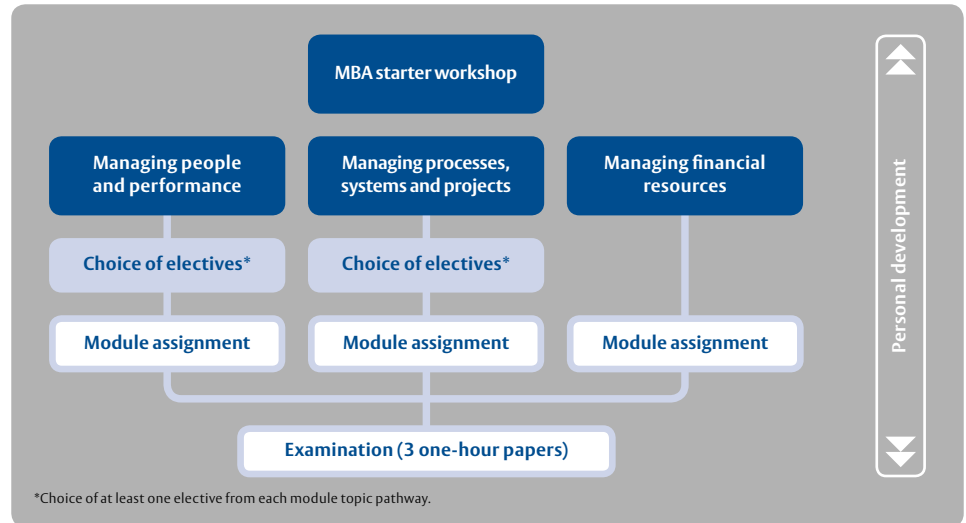 MBA starter workshop
Managing people
and performance
Managing processes,
systems and projects
Managing financial
resources
Choice of electives*
Choice of electives*
Module assignment
Module assignment
Module assignment
Examination (3 one-hour papers)
Personal development
*Choice of at least one elective from each module topic pathway.